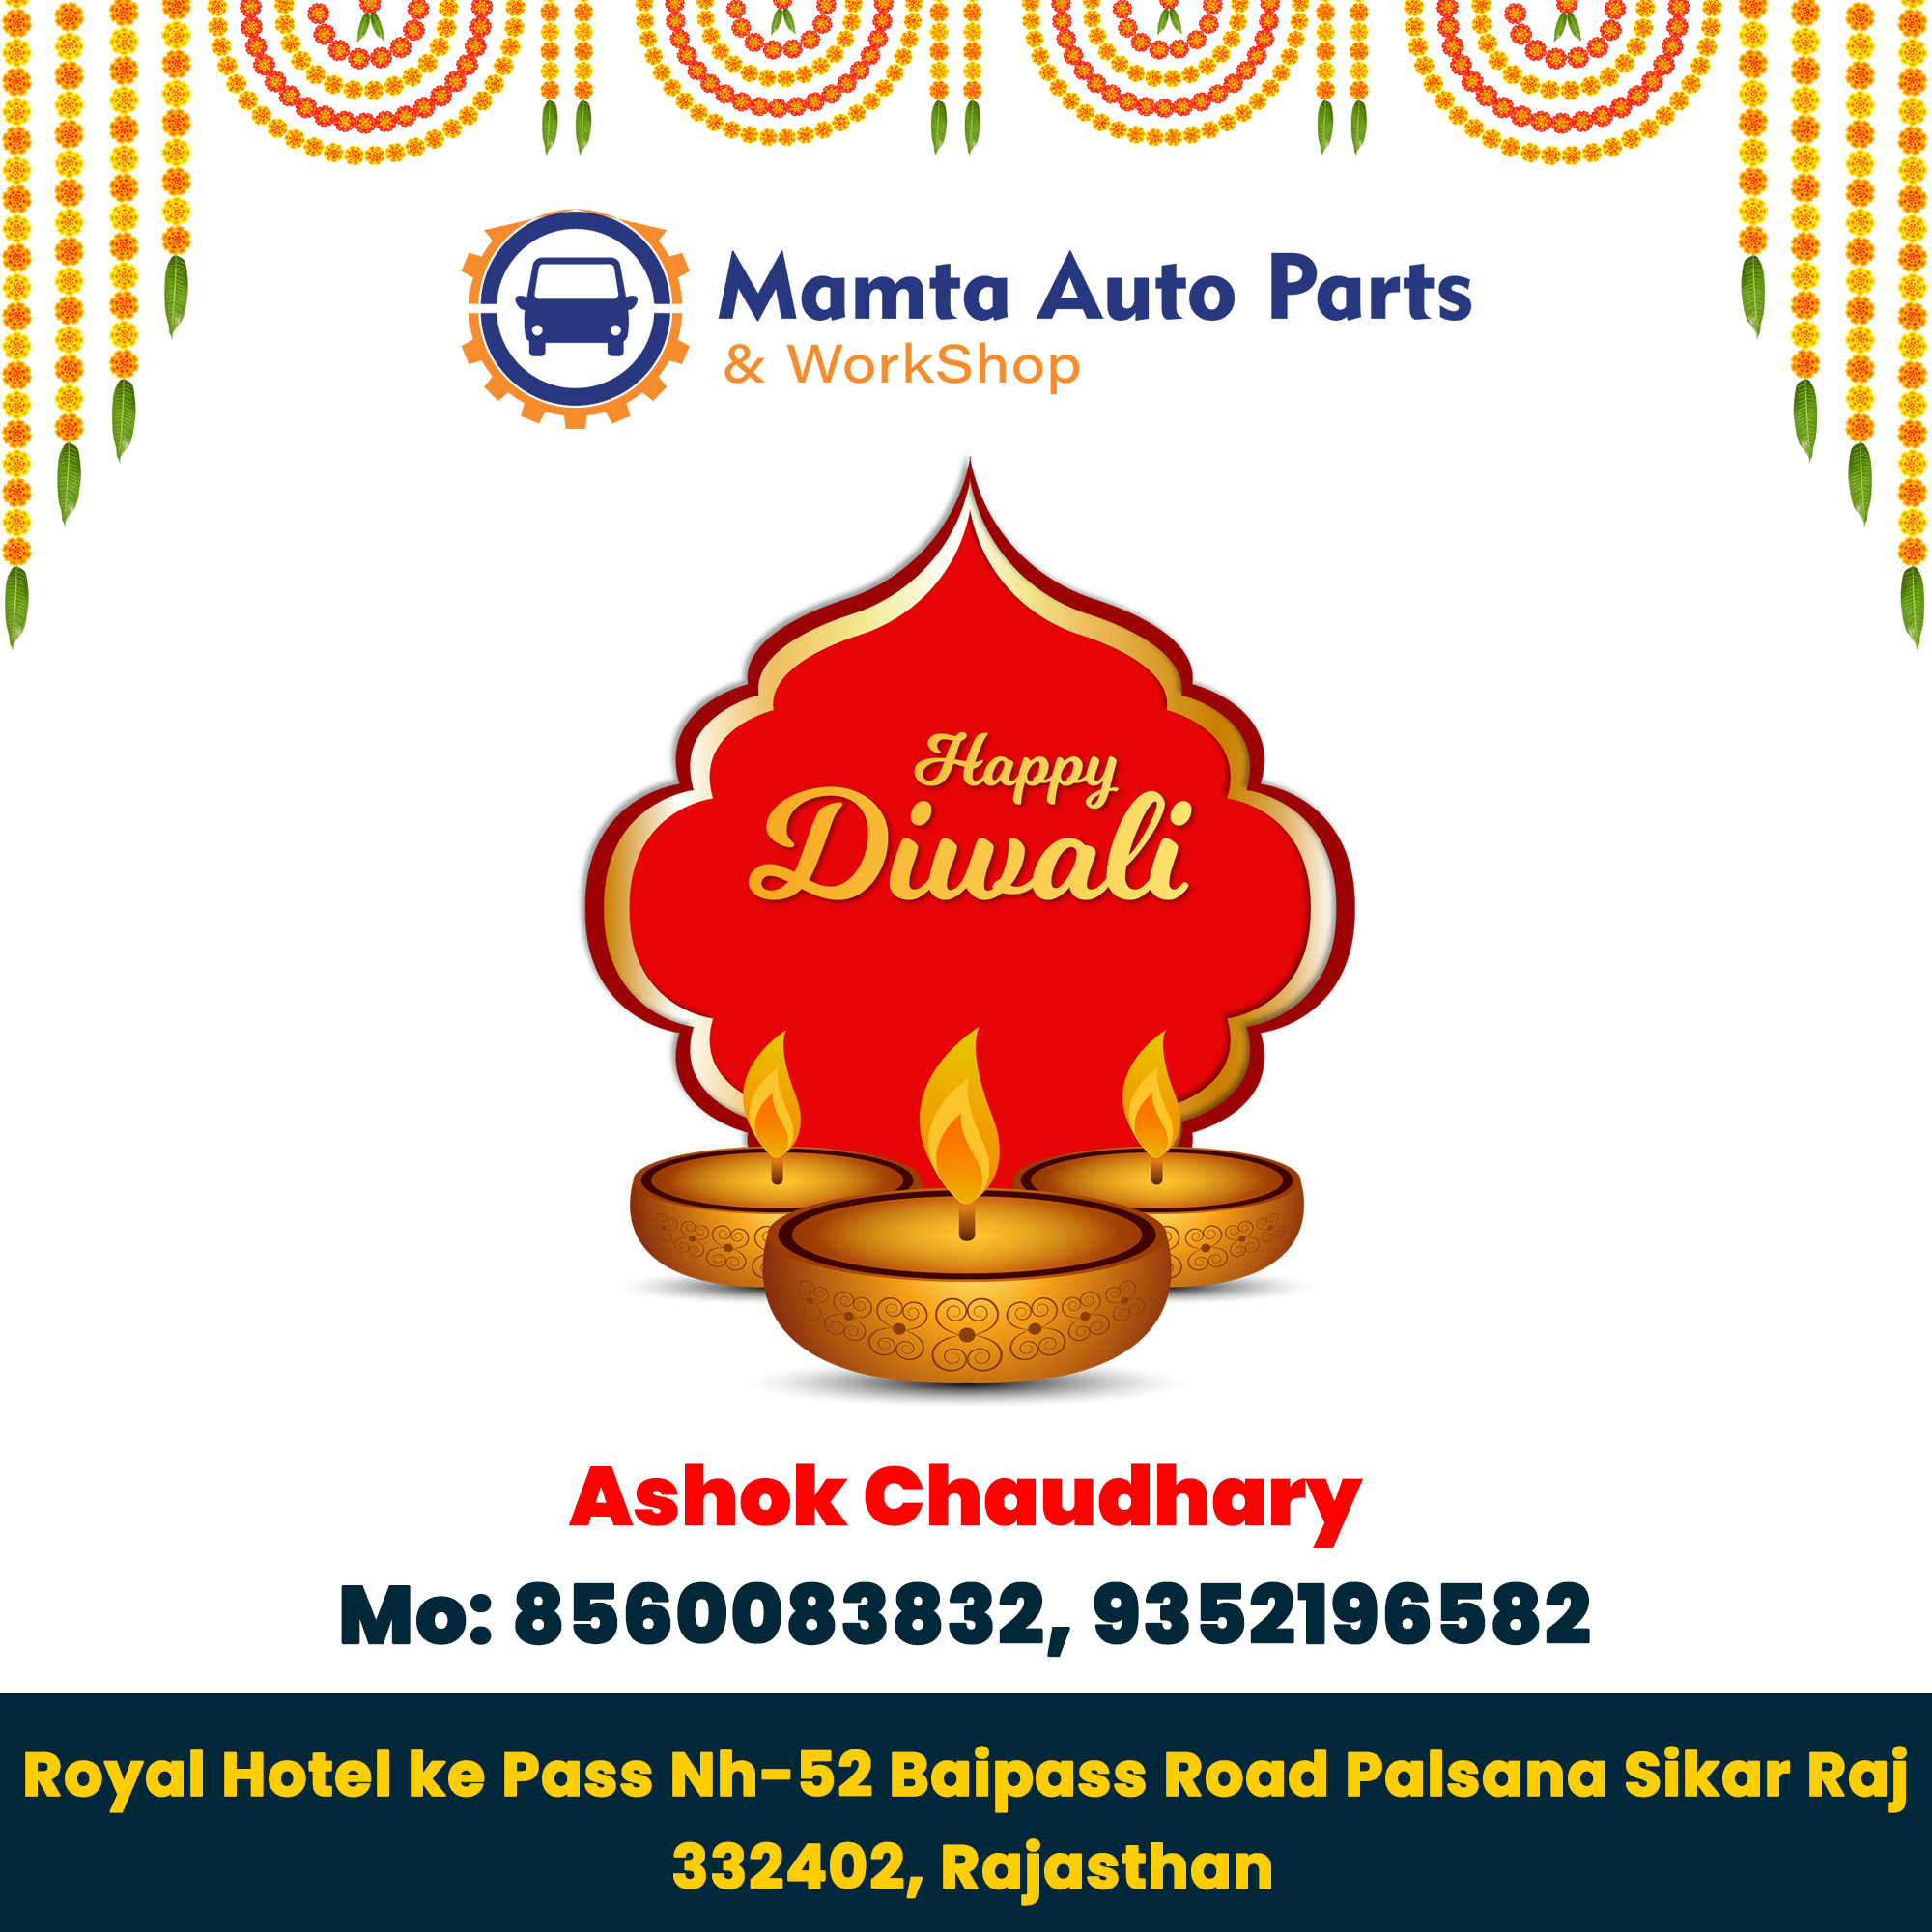 Mamta Auto Parts
& WorkShop
Happy
Diwali
Ashok Chaudhary
Mo: 8560083832, 9352196582
Royal Hotel ke Pass Nh-52 Baipass Road Palsana Sikar Raj
332402, Rajasthan